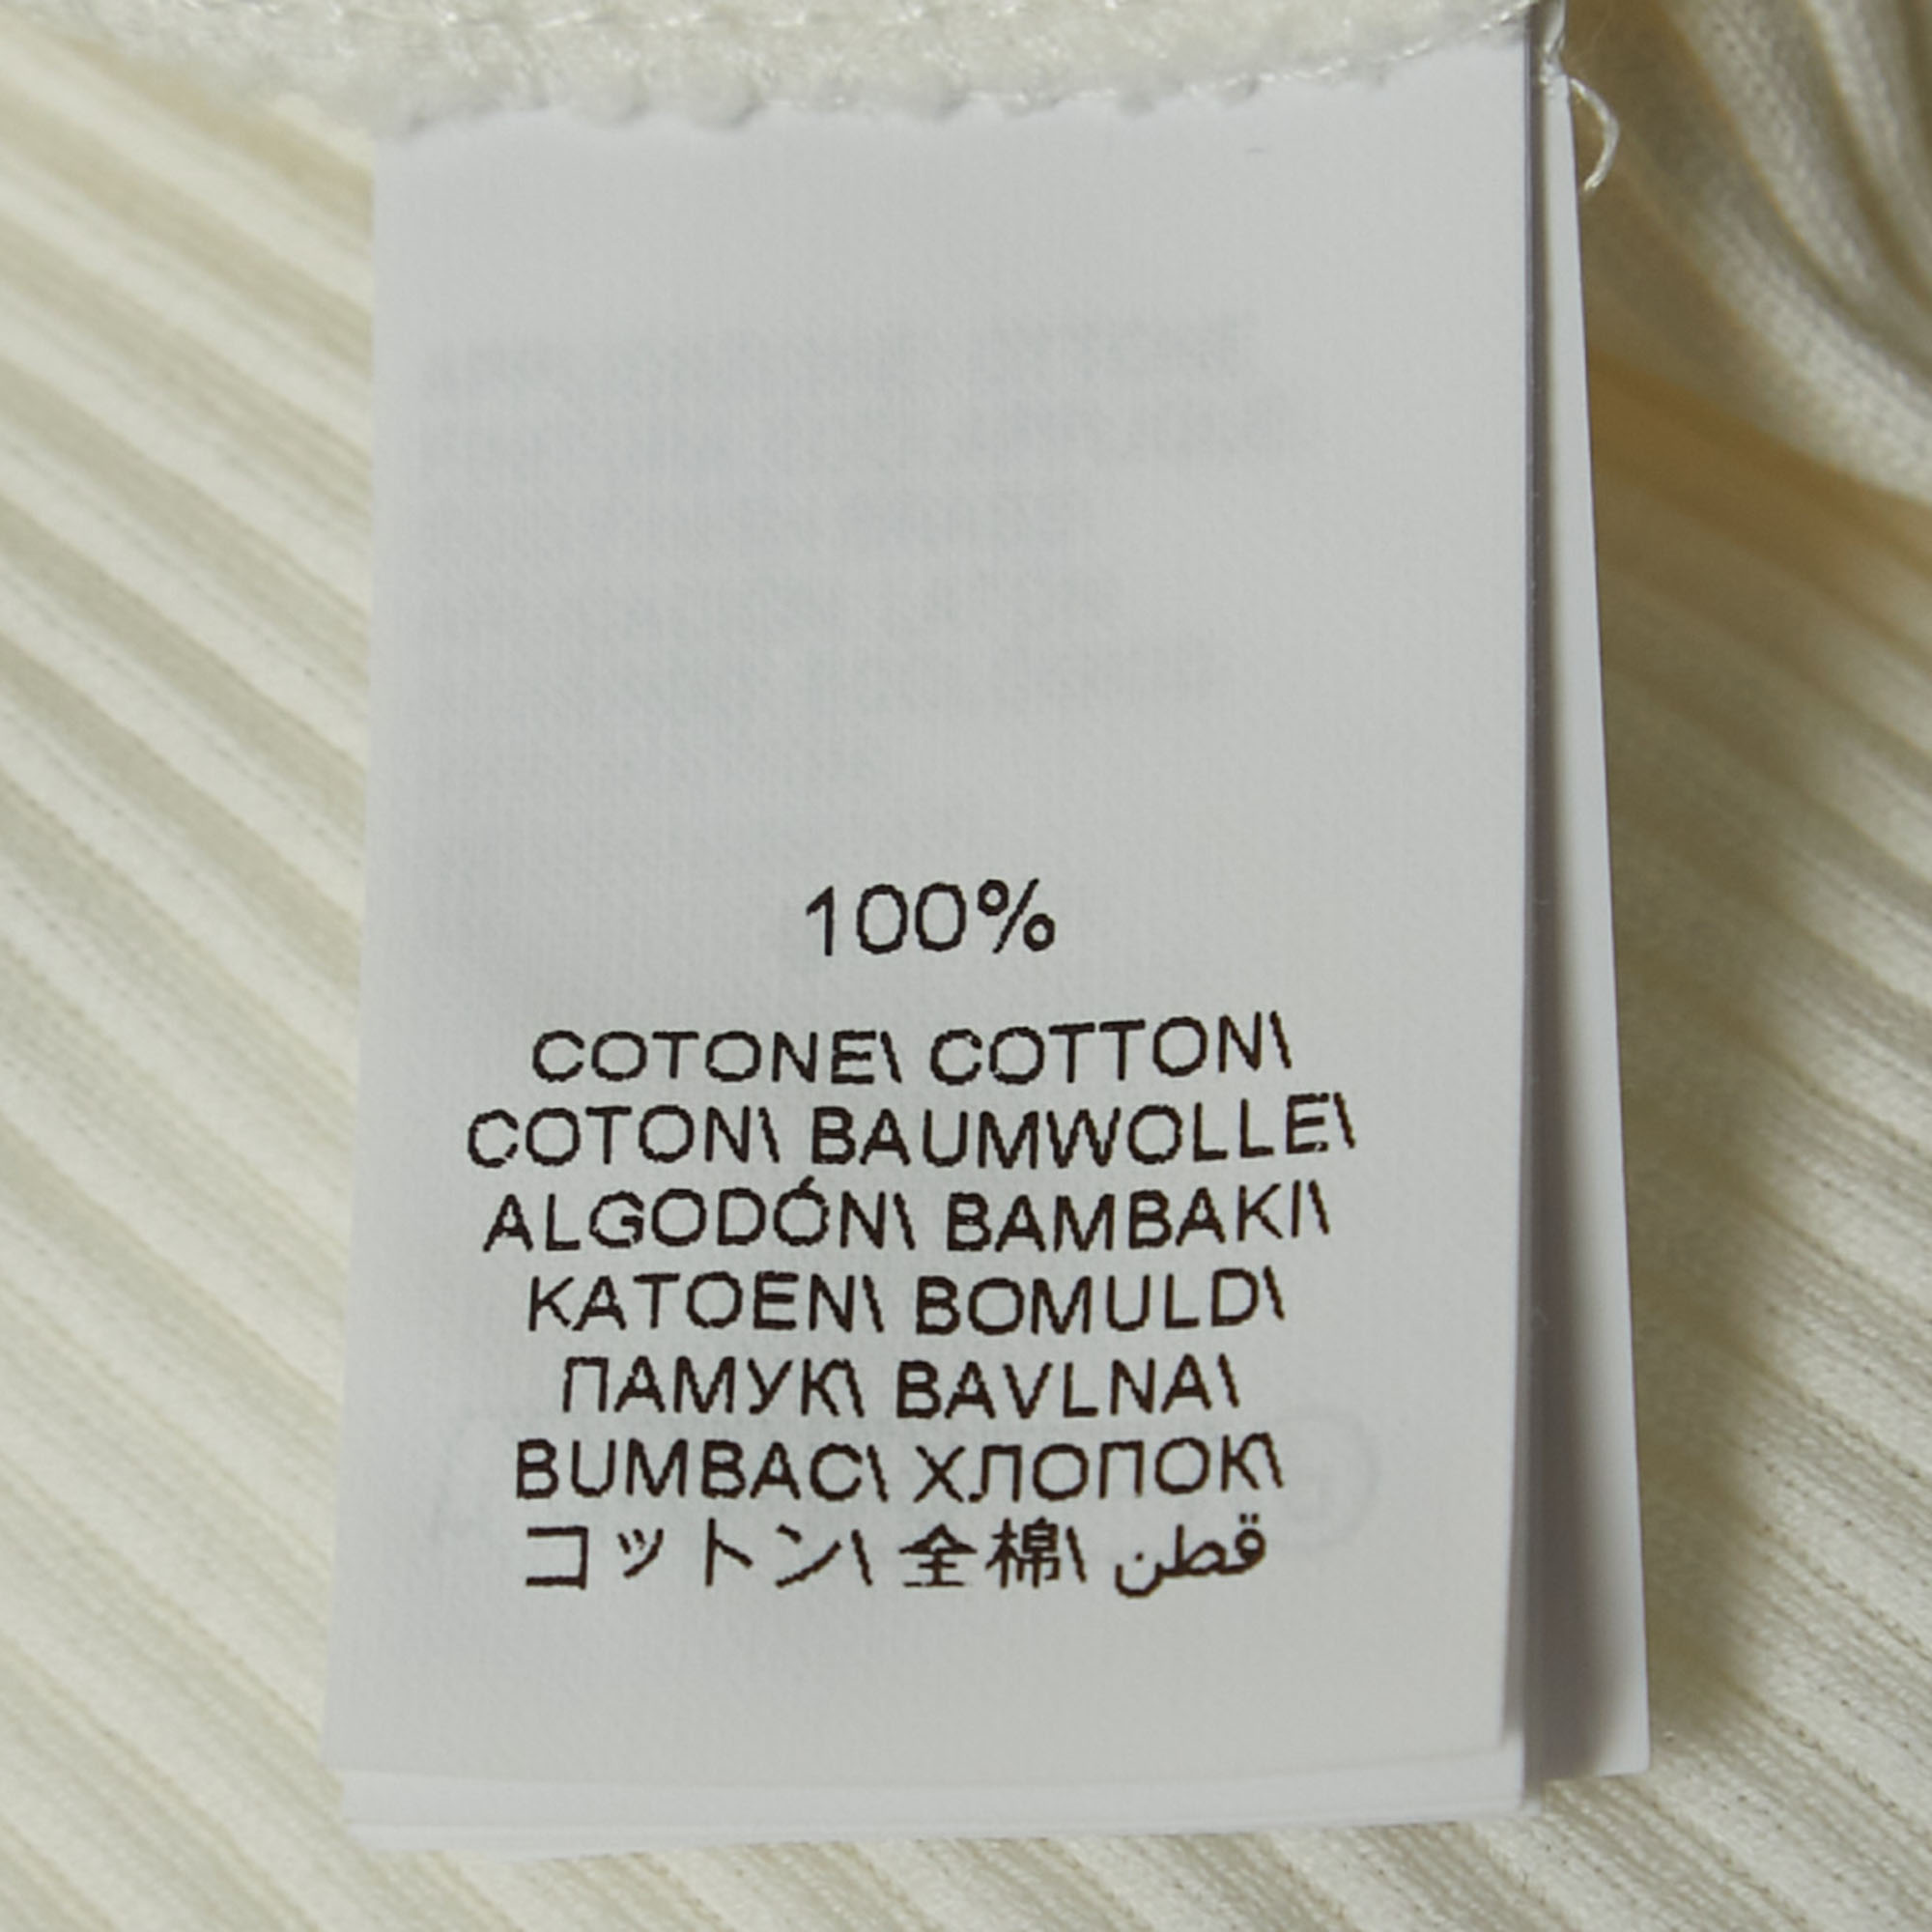 100%
COTONE\ COTTON\
COTON\ BAUMWOLLE\
ALGODÓN\ BAMBAKI\
KATOEN\ BOMULD\
ПАМУК\ BAVLNA\
BUMBAC\ ХЛОПОК\
コットン\ 全棉\ قطن